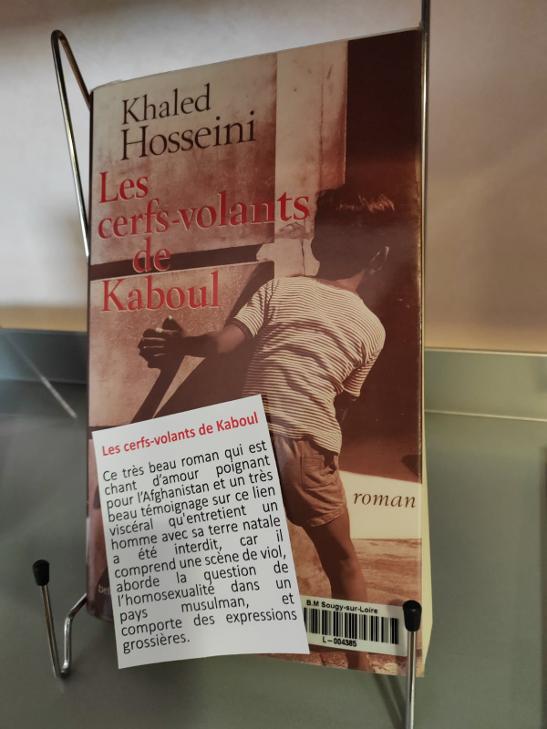 Khaled
Hosseini
Les
cerfs-volants
de
Kaboul
roman
Les cerfs-volants de Kaboul
Ce très beau roman qui est
chant d'amour poignant
pour l'Afghanistan et un très
beau témoignage sur ce lien
viscéral qu'entretient un
homme avec sa terre natale
a été interdit, car il
comprend une scène de viol,
aborde la question de
l'homosexualité dans un
pays musulman, et
comporte des expressions
grossières.
B.M Sougy-sur-Loire
L-004385